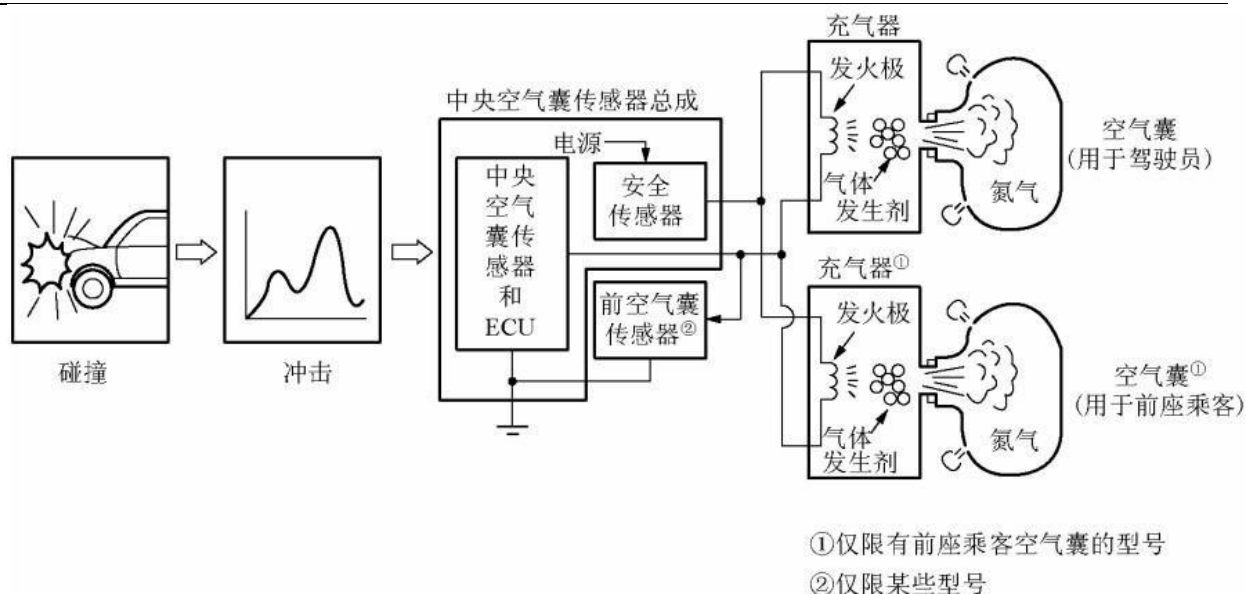 碰撞
冲击
中央空气囊传感器总成
中央
空气
囊传
感器
和
ECU
电源
安全
传感器
前空气囊
传感器②
充气器
发火极
气体
发生剂
氮气
空气囊
(用于驾驶员)
充气器①
发火极
气体
发生剂
氮气
空气囊①
(用于前座乘客)
①仅限有前座乘客空气囊的型号
②仅限某些型号